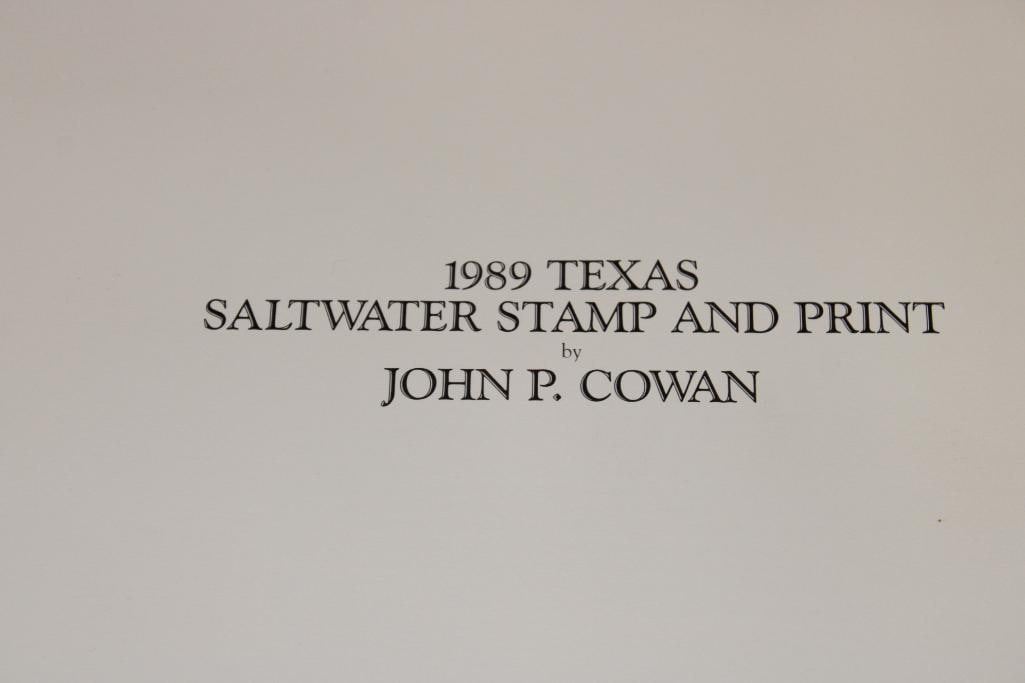 1989 TEXAS
SALTWATER STAMP AND PRINT
by
JOHN P. COWAN